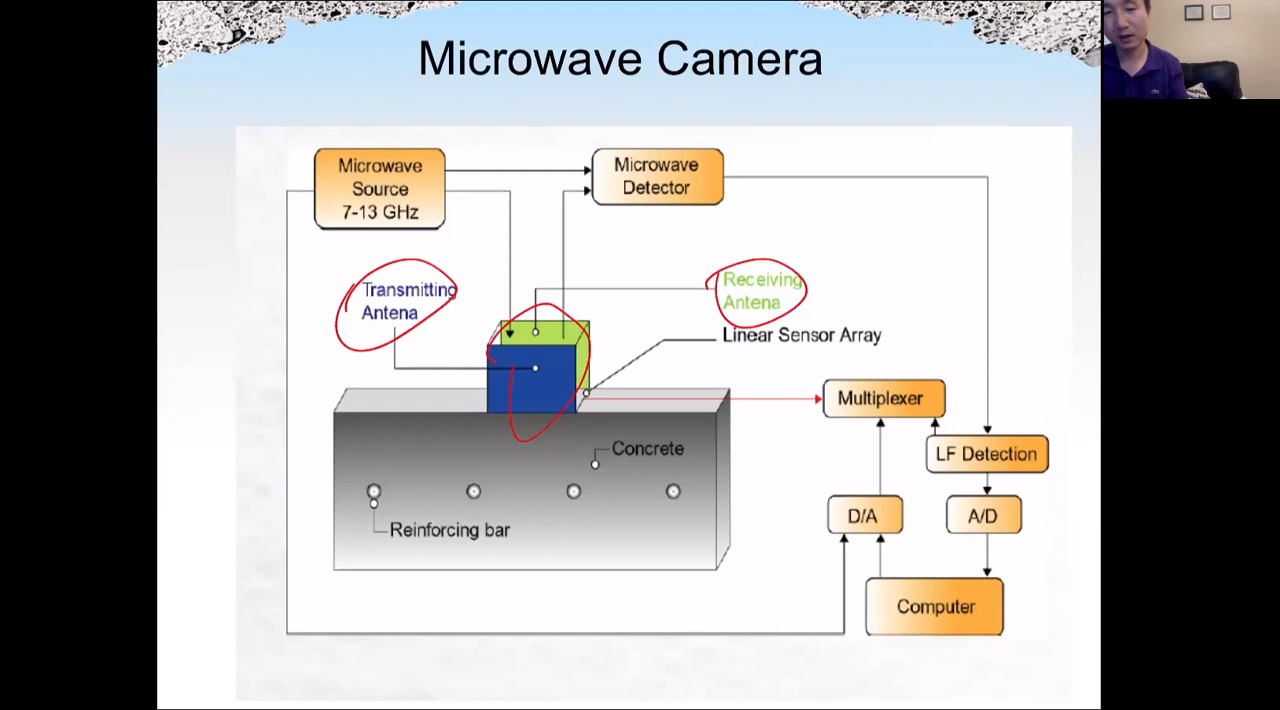 Microwave Camera
Microwave
Source
7-13 GHz
Microwave
Detector
Transmitting
Antena
Receiving
Antena
Linear Sensor Array
Multiplexer
Concrete
LF Detection
Reinforcing bar
D/A
A/D
Computer